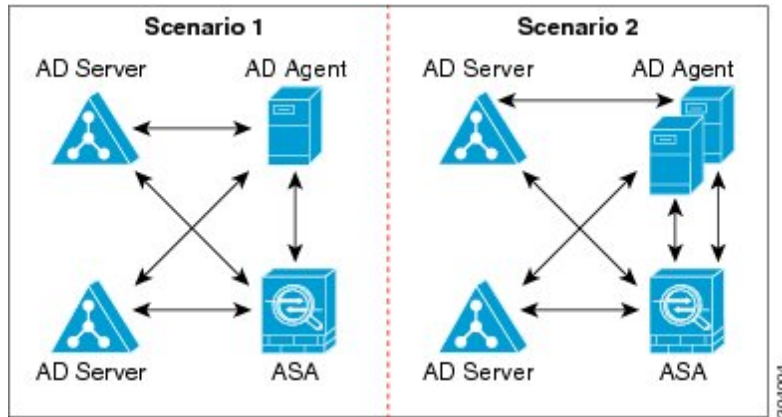 Scenario 1
AD Server AD Agent
AD Server ASA
Scenario 2
AD Server AD Agent
AD Server ASA